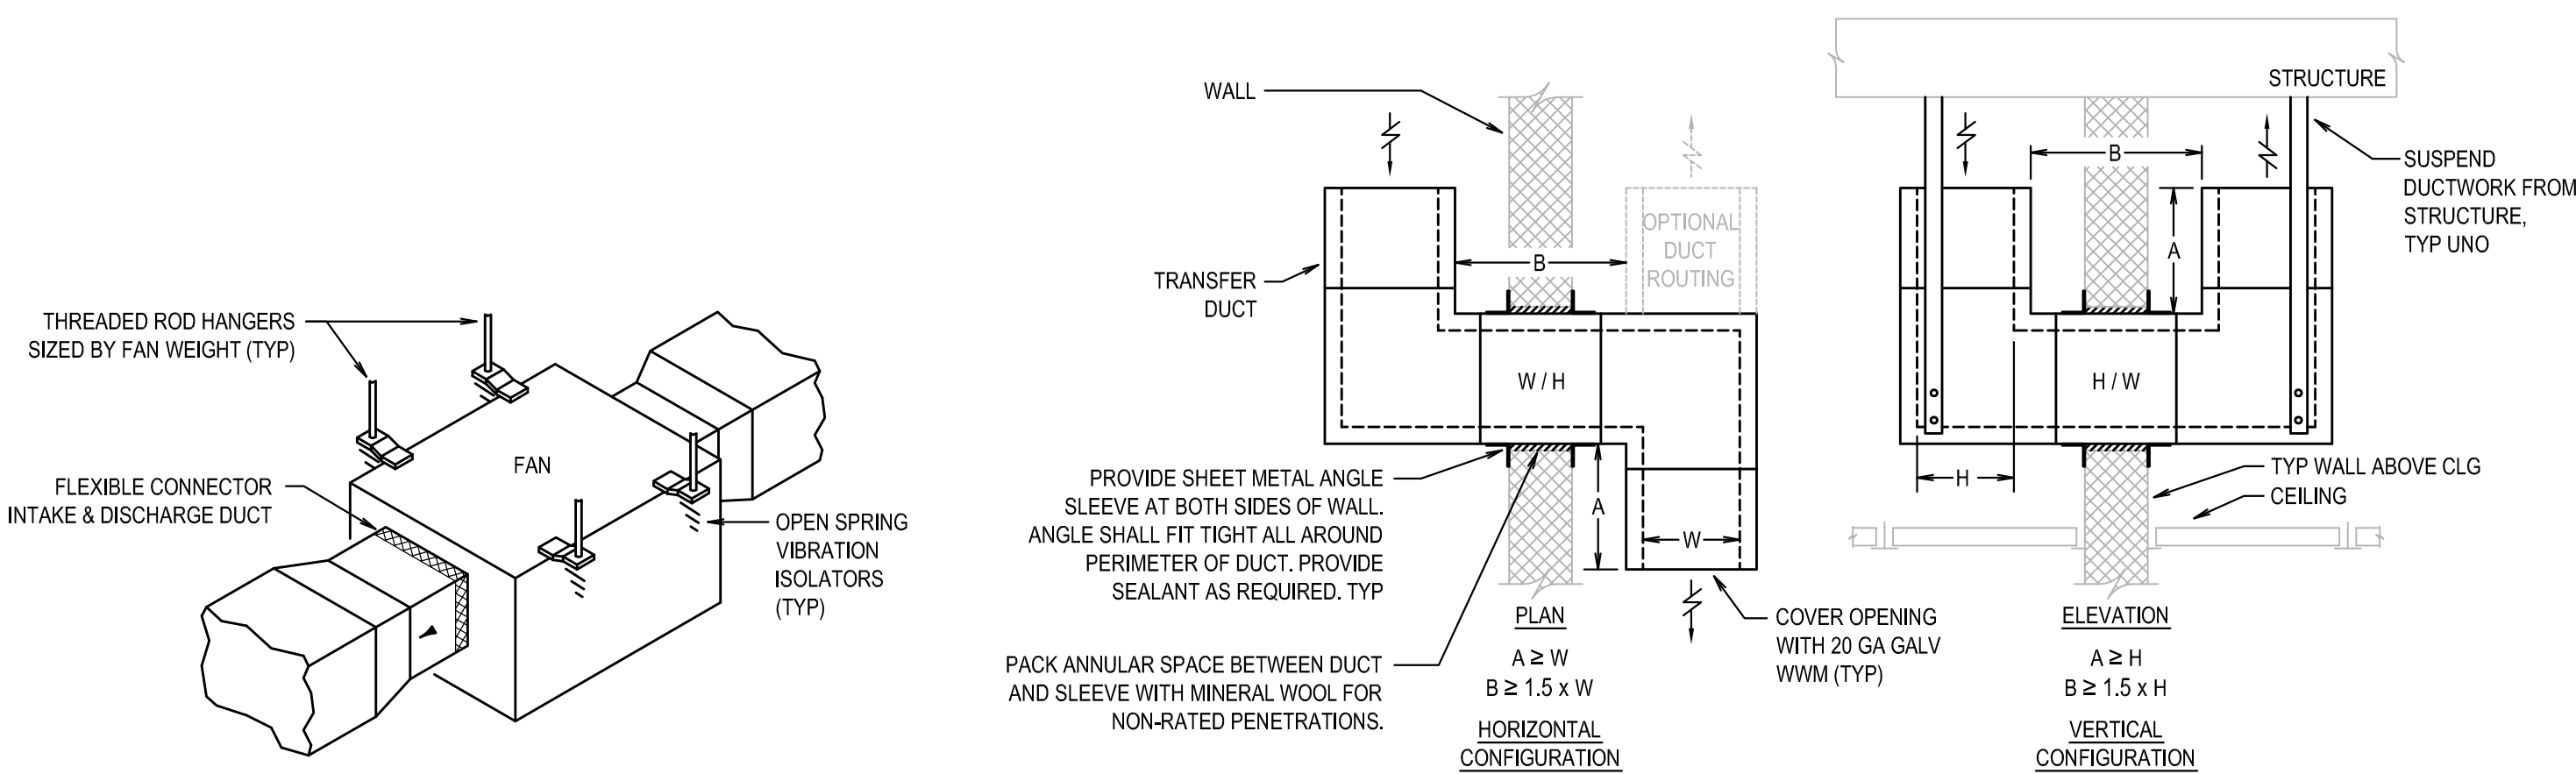 THREADED ROD HANGERS
SIZED BY FAN WEIGHT (TYP)
FAN
FLEXIBLE CONNECTOR
INTAKE & DISCHARGE DUCT
OPEN SPRING
VIBRATION
ISOLATORS
(TYP)
WALL
TRANSFER
DUCT
OPTIONAL
DUCT
ROUTING
B
W / H
A
W
PROVIDE SHEET METAL ANGLE
SLEEVE AT BOTH SIDES OF WALL.
ANGLE SHALL FIT TIGHT ALL AROUND
PERIMETER OF DUCT. PROVIDE
SEALANT AS REQUIRED. TYP
PACK ANNULAR SPACE BETWEEN DUCT
AND SLEEVE WITH MINERAL WOOL FOR
NON-RATED PENETRATIONS.
COVER OPENING
WITH 20 GA GALV
WWM (TYP)
PLAN
A ≥ W
B ≥ 1.5 x W
HORIZONTAL
CONFIGURATION
STRUCTURE
SUSPEND
DUCTWORK FROM
STRUCTURE,
TYP UNO
B
A
H / W
H
TYP WALL ABOVE CLG
CEILING
ELEVATION
A ≥ H
B ≥ 1.5 x H
VERTICAL
CONFIGURATION